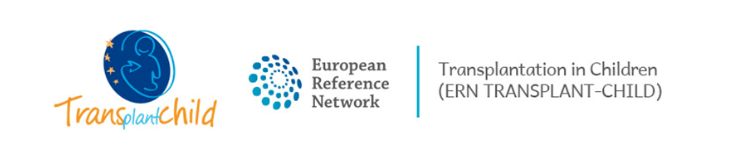 TransplantChild
European
Reference
Network
Transplantation in Children
(ERN TRANSPLANT-CHILD)